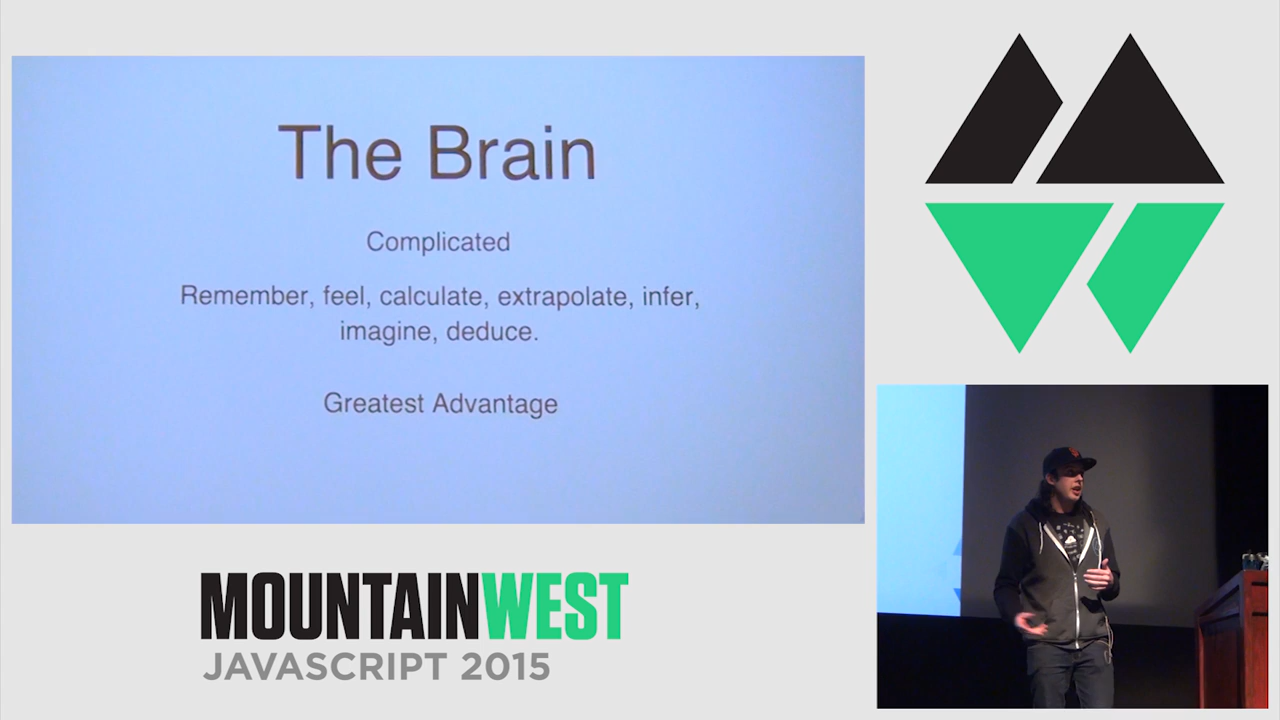 The Brain
Complicated
Remember, feel, calculate, extrapolate, infer,
imagine, deduce.
Greatest Advantage
MOUNTAINWEST
JAVASCRIPT 2015